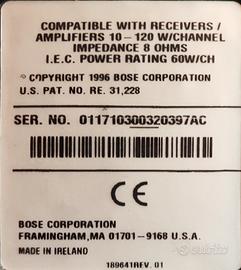 COMPATIBLE WITH RECEIVERS /
AMPLIFIERS 10 - 120 W/CHANNEL
IMPEDANCE 8 OHMS
I.E.C. POWER RATING 60W/CH
© COPYRIGHT 1996 BOSE CORPORATION
U.S. PAT. NO. RE. 31,228
SER. NO. 011710300320397AC
CE
BOSE CORPORATION
FRAMINGHAM,MA 01701 - 9168 U.S.A.
MADE IN IRELAND
189641REV. 01
subito